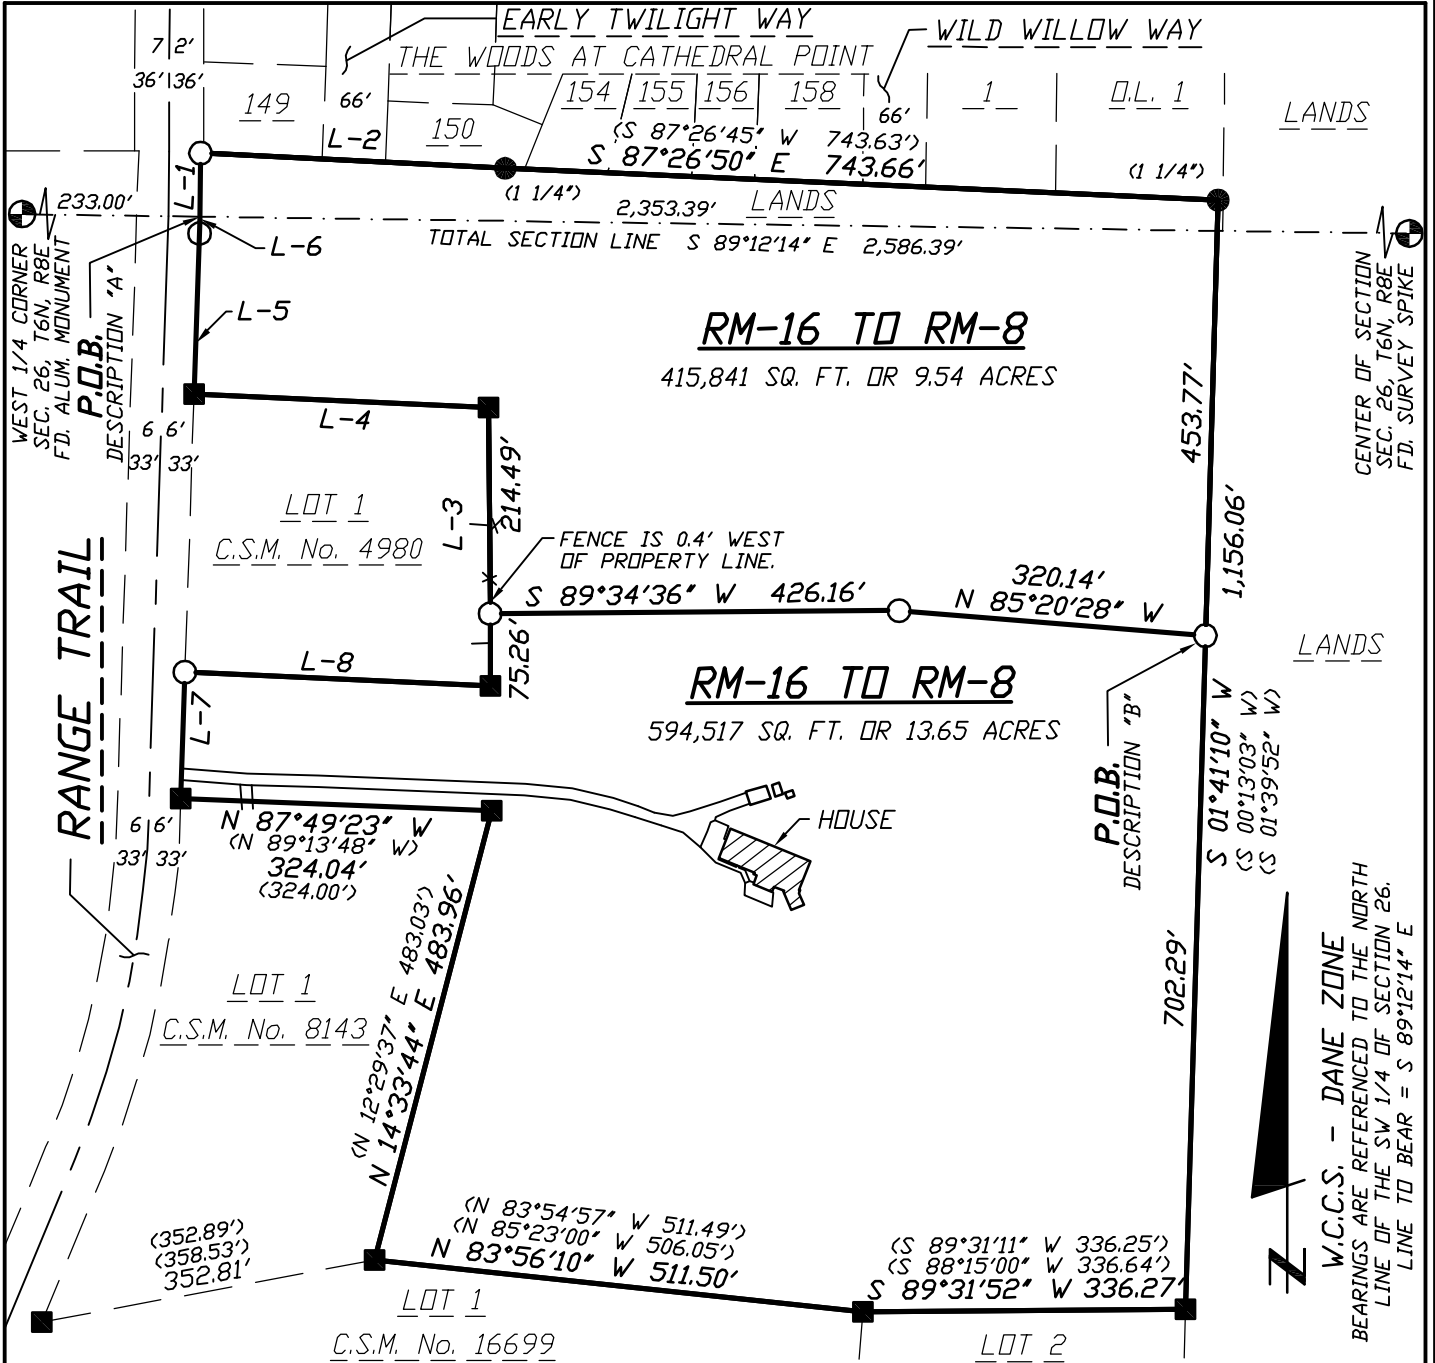 EARLY TWILIGHT WAY
WILD WILLOW WAY
THE WOODS AT CATHEDRAL POINT
7 2'
36' 36'
149
66'
150
154
155
156
158
66'
1
O.L. 1
LANDS
L-2
(S 87°26'45" W 743.63')
S 87°26'50" E 743.66'
(1 1/4")
(1 1/4")
L-1
233.00'
2,353.39'
LANDS
TOTAL SECTION LINE S 89°12'14" E 2,586.39'
L-6
L-5
WEST 1/4 CORNER
SEC. 26, T6N, R8E
FD. ALUM. MONUMENT
P.O.B.
DESCRIPTION "A"
CENTER OF SECTION
SEC. 26, T6N, R8E
FD. SURVEY SPIKE
RM-16 TO RM-8
415,841 SQ. FT. OR 9.54 ACRES
453.77'
1,156.06'
L-4
6 6'
33' 33'
LOT 1
C.S.M. No. 4980
L-3
214.49'
FENCE IS 0.4' WEST
OF PROPERTY LINE.
S 89°34'36" W 426.16'
320.14'
N 85°20'28" W
75.26'
L-8
L-7
RANGE TRAIL
LANDS
RM-16 TO RM-8
594,517 SQ. FT. OR 13.65 ACRES
P.O.B.
DESCRIPTION "B"
S 01°41'10" W
(S 00°13'03" W)
(S 01°39'52" W)
HOUSE
6 6'
33' 33'
N 87°49'23" W
(N 89°13'48" W)
324.04'
(324.00')
(N 12°29'37" E 483.03')
N 14°33'44" E 483.96'
702.29'
LOT 1
C.S.M. No. 8143
W.C.C.S. - DANE ZONE
BEARINGS ARE REFERENCED TO THE NORTH
LINE OF THE SW 1/4 OF SECTION 26.
LINE TO BEAR = S 89°12'14" E
N
(352.89')
(358.53')
352.81'
(N 83°54'57" W 511.49')
(N 85°23'00" W 506.05')
N 83°56'10" W 511.50'
(S 89°31'11" W 336.25')
(S 88°15'00" W 336.64')
S 89°31'52" W 336.27'
LOT 1
C.S.M. No. 16699
LOT 2